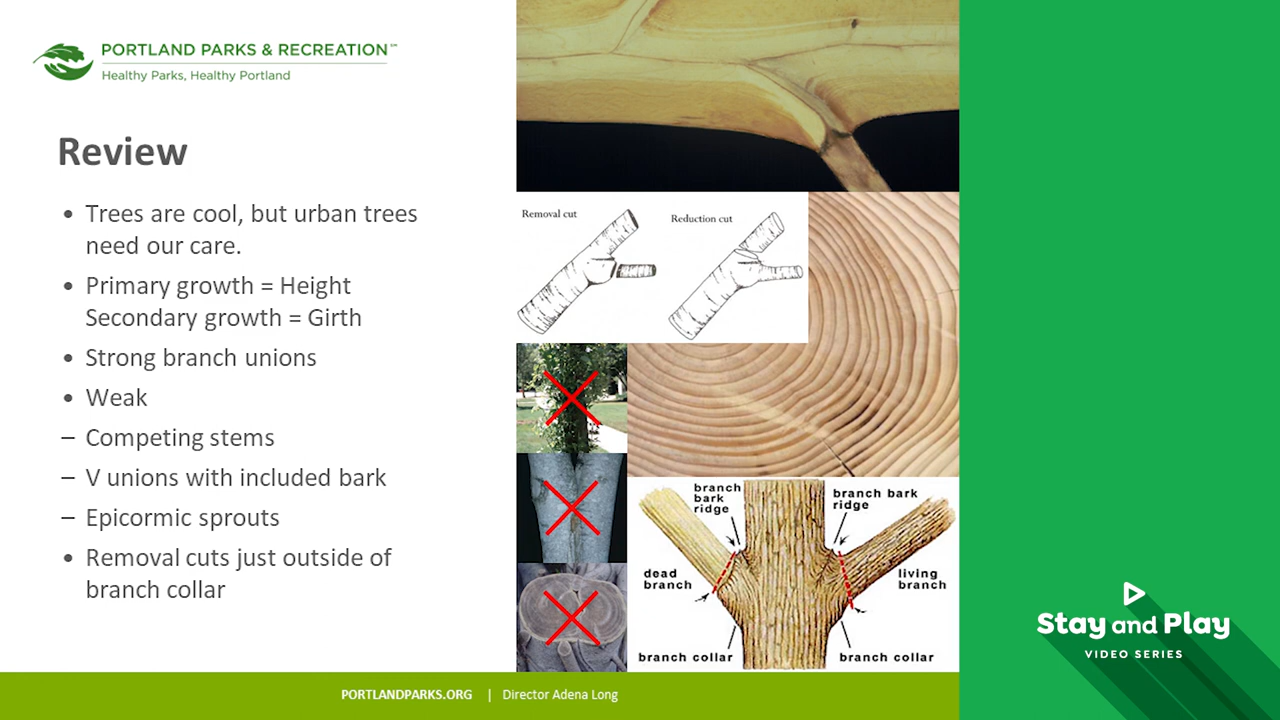 PORTLAND PARKS & RECREATION℠
Healthy Parks, Healthy Portland
Review
• Trees are cool, but urban trees
need our care.
• Primary growth = Height
Secondary growth = Girth
• Strong branch unions
• Weak
– Competing stems
– V unions with included bark
– Epicormic sprouts
• Removal cuts just outside of
branch collar
Removal cut
Reduction cut
branch
bark
ridge
branch bark
ridge
dead
branch
living
branch
branch collar
branch collar
PORTLANDPARKS.ORG | Director Adena Long
Stay and Play
VIDEO SERIES